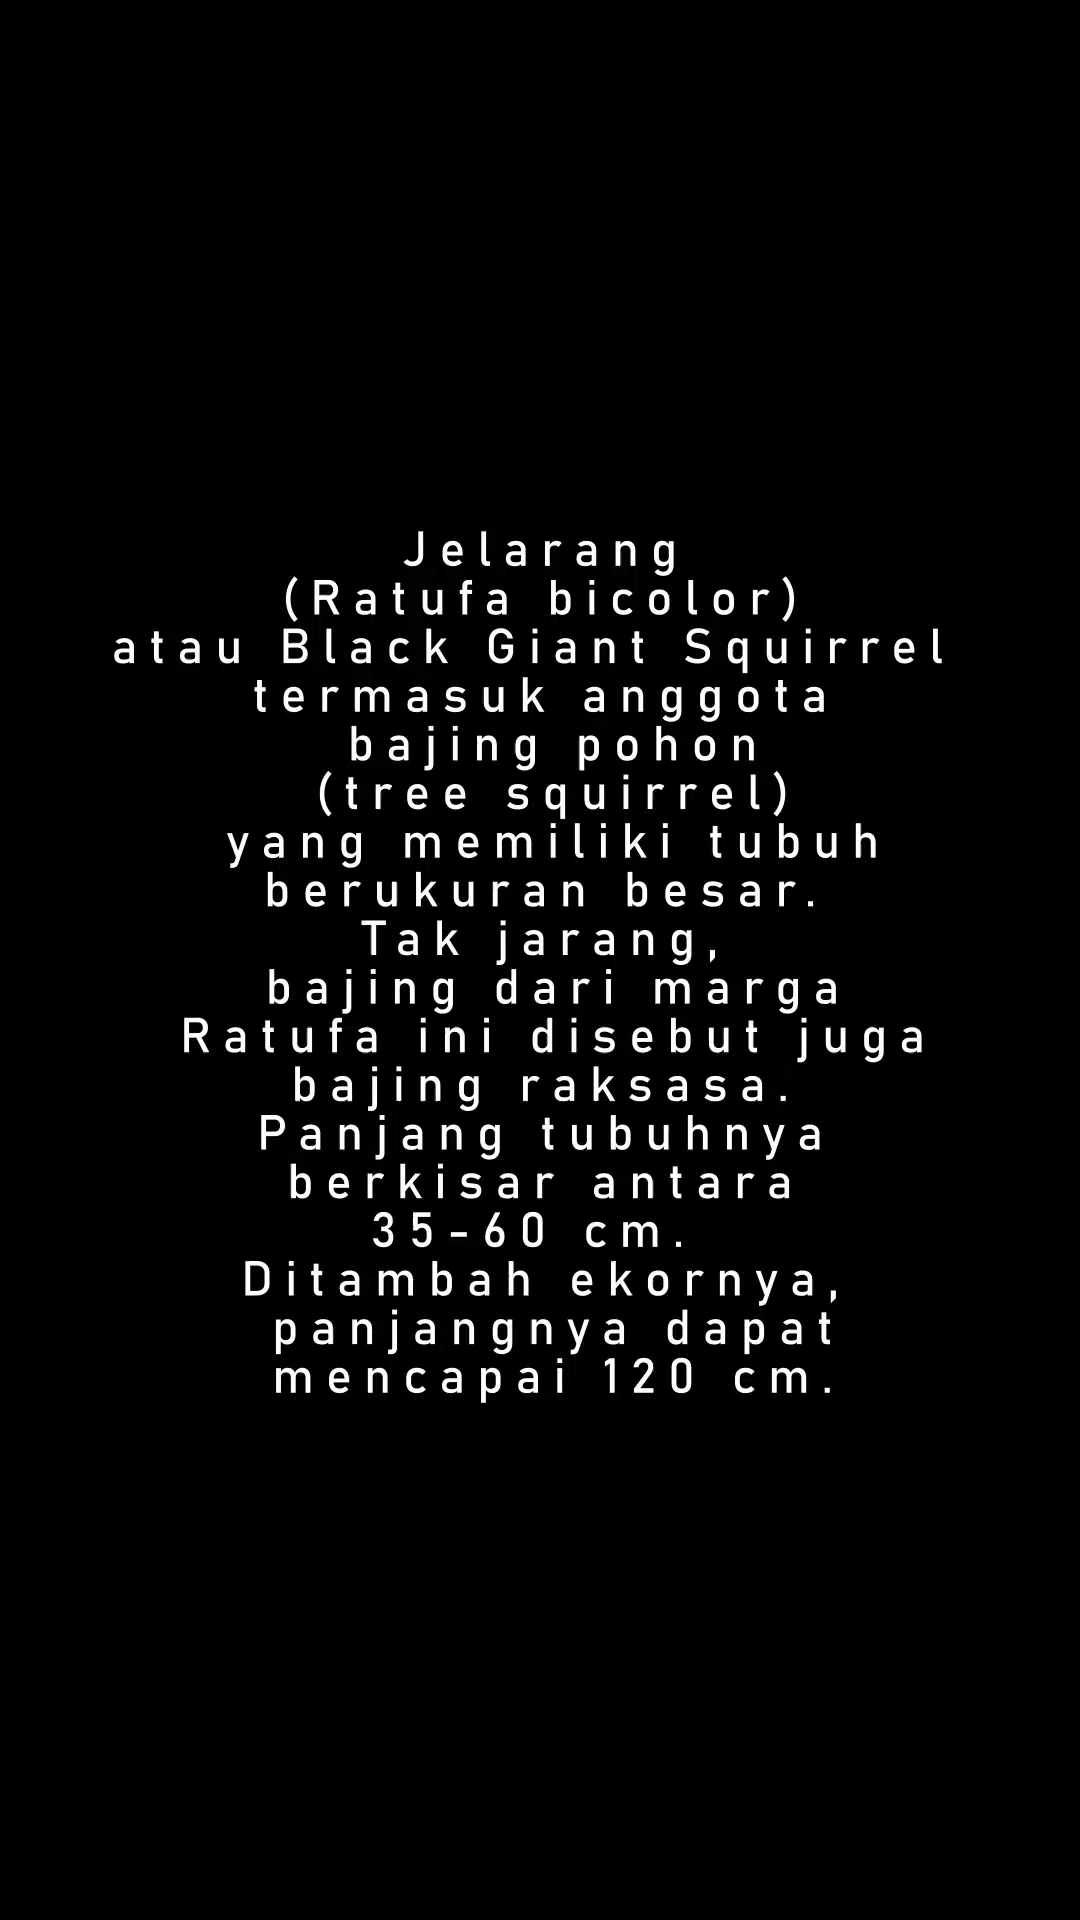 Jelarang
(Ratufa bicolor)
atau Black Giant Squirrel
termasuk anggota
bajing pohon
(tree squirrel)
yang memiliki tubuh
berukuran besar.
Tak jarang,
bajing dari marga
Ratufa ini disebut juga
bajing raksasa.
Panjang tubuhnya
berkisar antara
35-60 cm.
Ditambah ekornya,
panjangnya dapat
mencapai 120 cm.